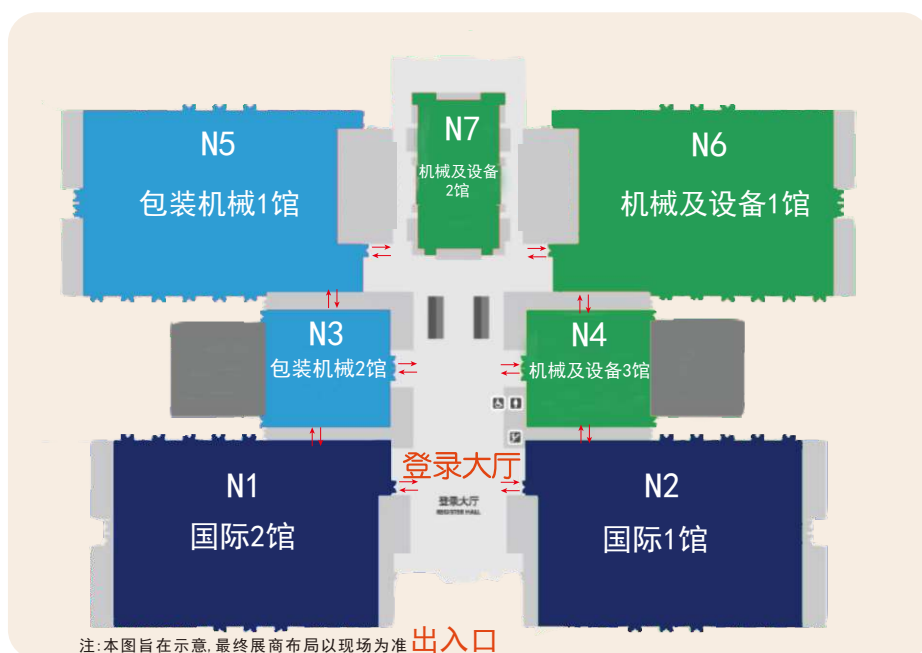 N5
包装机械1馆
N7
机械及设备
2馆
N6
机械及设备1馆
N3
包装机械2馆
N4
机械及设备3馆
登录大厅
N1
国际2馆
登录大厅
REGISTER HALL
N2
国际1馆
注:本图旨在示意,最终展商布局以现场为准
出入口